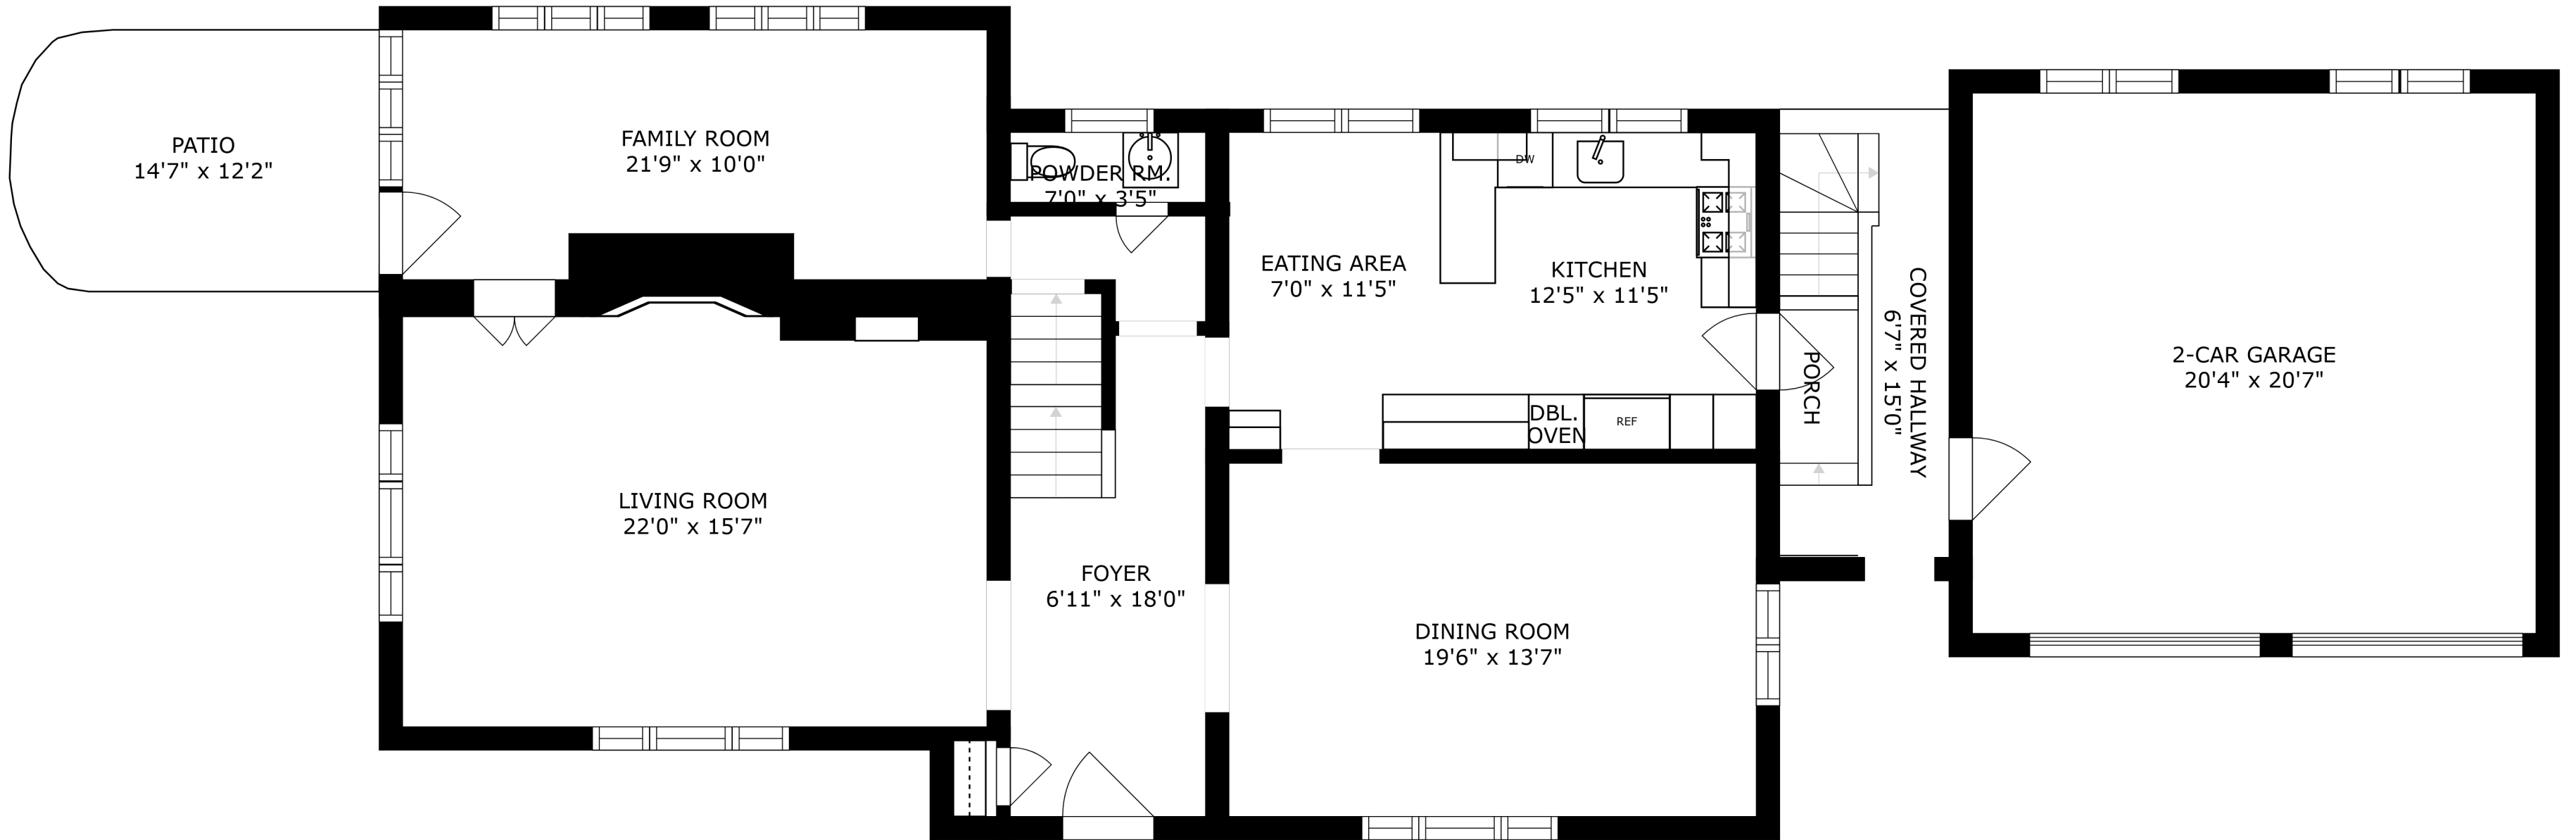 PATIO
14'7" x 12'2"
FAMILY ROOM
21'9" x 10'0"
POWDER RM.
7'0" x 3'5"
DW
EATING AREA
7'0" x 11'5"
KITCHEN
12'5" x 11'5"
DBL.
OVEN
REF
PORCH
COVERED HALLWAY
6'7" x 15'0"
2-CAR GARAGE
20'4" x 20'7"
LIVING ROOM
22'0" x 15'7"
FOYER
6'11" x 18'0"
DINING ROOM
19'6" x 13'7"